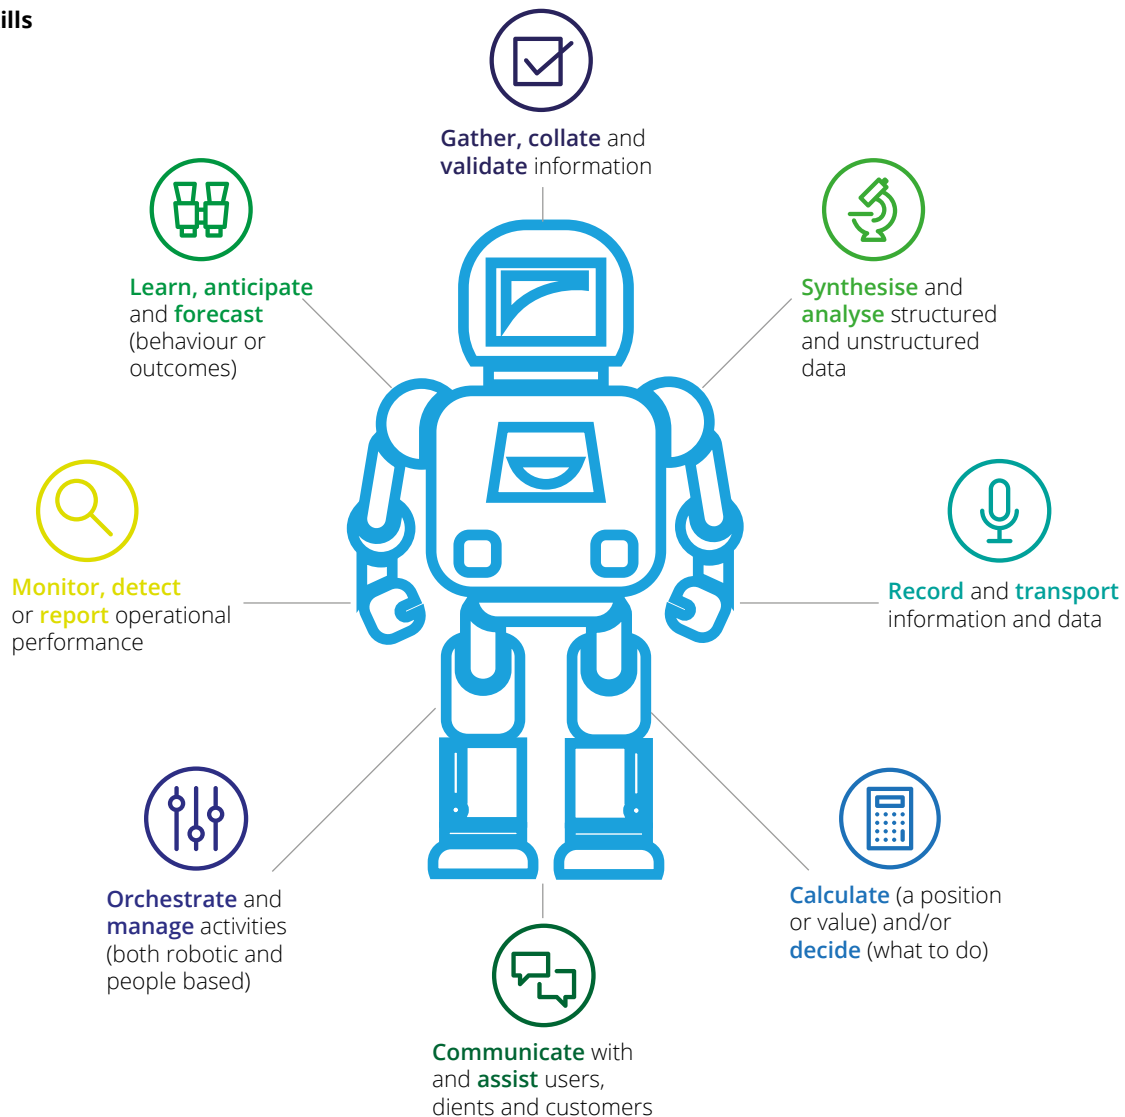 ills
Gather, collate and
validate information
Learn, anticipate
and forecast
(behaviour or
outcomes)
Synthesise and
analyse structured
and unstructured
data
Monitor, detect
or report operational
performance
Record and transport
information and data
Orchestrate and
manage activities
(both robotic and
people based)
Calculate (a position
or value) and/or
decide (what to do)
Communicate with
and assist users,
dients and customers